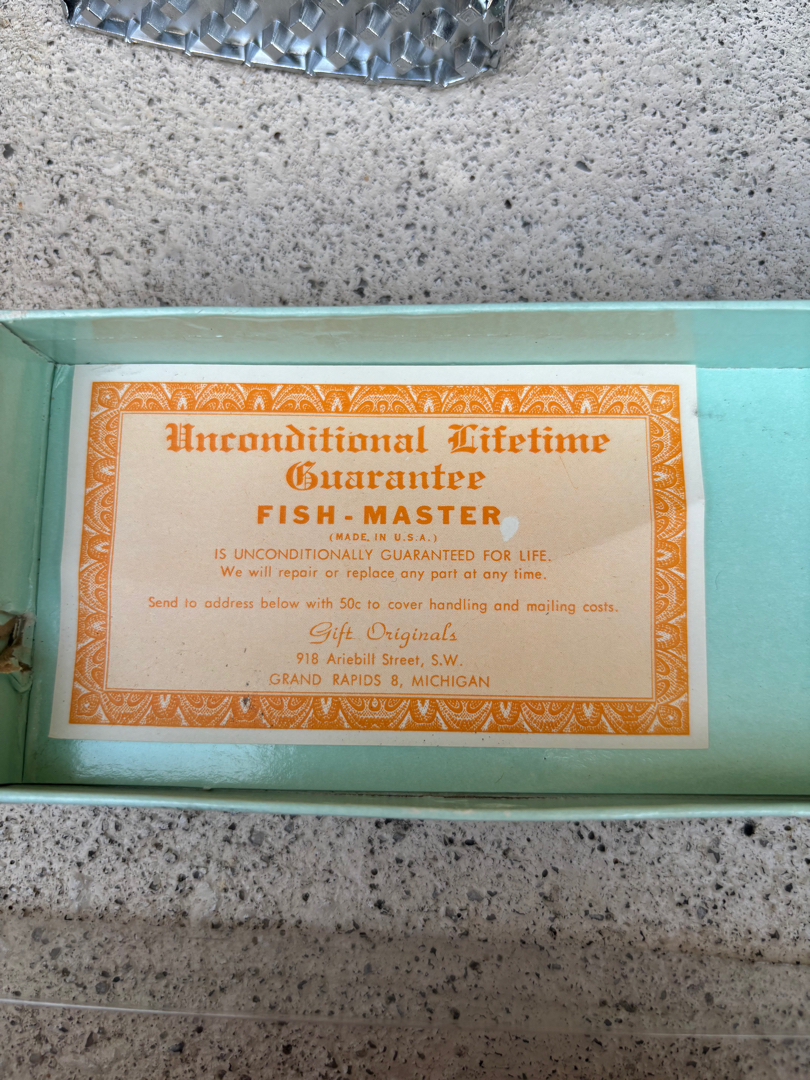 Unconditional Lifetime
Guarantee
FISH-MASTER
(MADE IN U.S.A.)
IS UNCONDITIONALLY GUARANTEED FOR LIFE.
We will repair or replace any part at any time.
Send to address below with 50c to cover handling and mailing costs.
Gift Originals
918 Ariebill Street, S.W.
GRAND RAPIDS 8, MICHIGAN